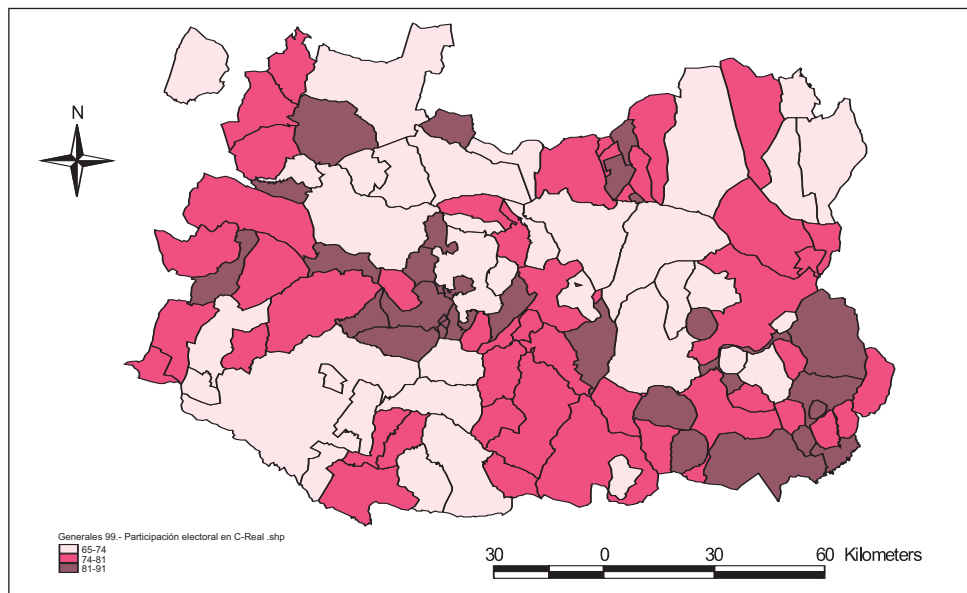 N
Generales 99.- Participación electoral en C-Real .shp
65-74
74-81
81-91
30 0 30 60 Kilometers